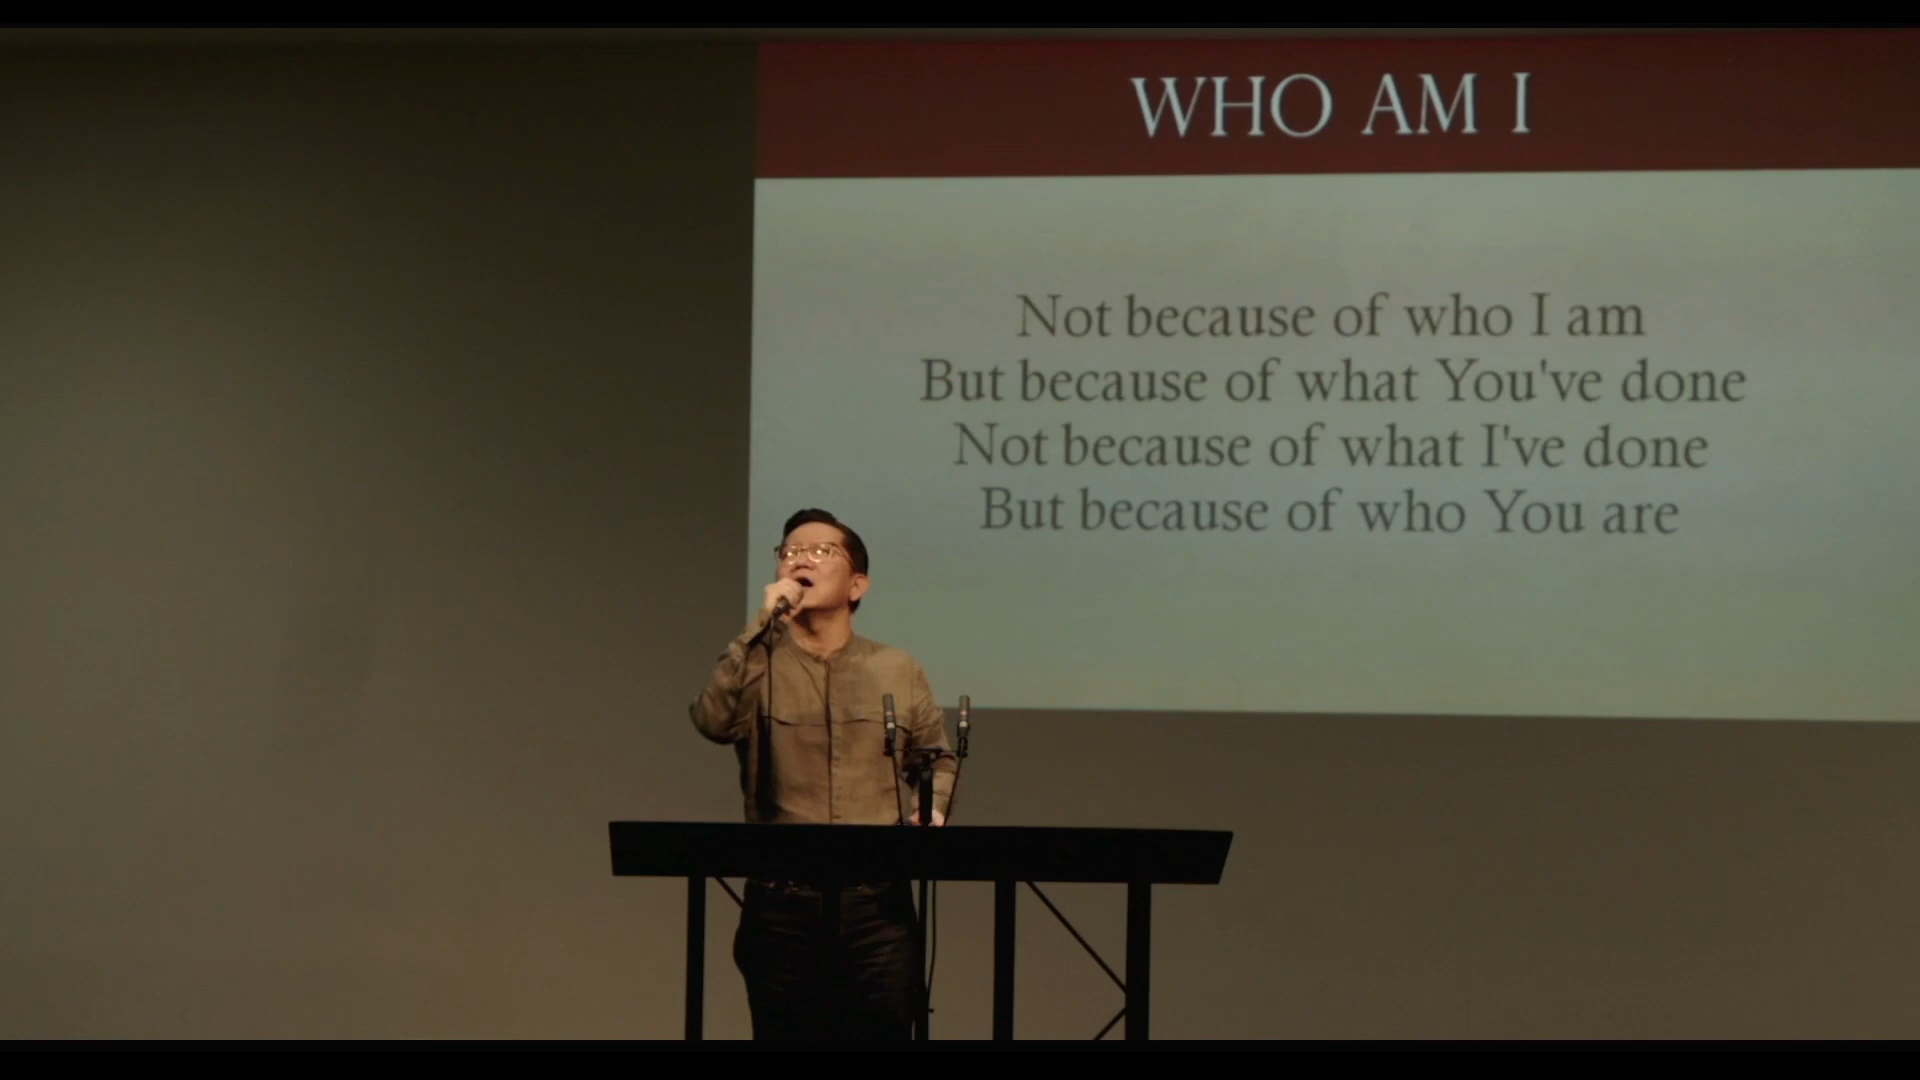 WHO AM I
Not because of who I am
But because of what You've done
Not because of what I've done
But because of who You are